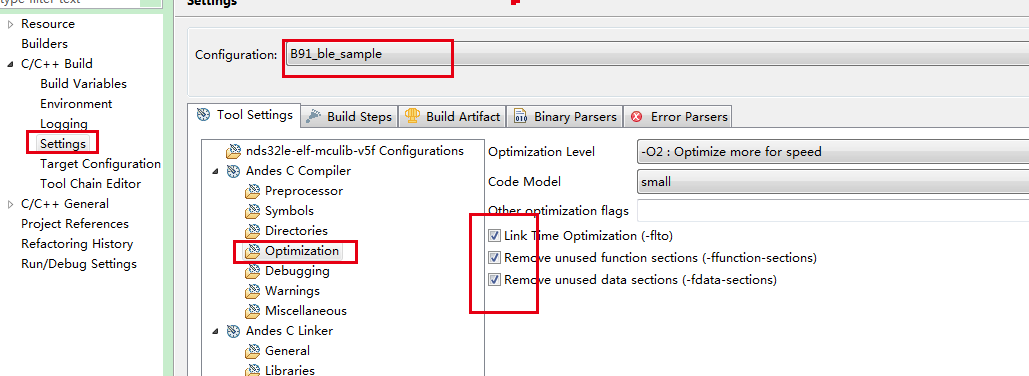 type filter text
Settings
Resource
Builders
C/C++ Build
Build Variables
Environment
Logging
Settings
Target Configuration
Tool Chain Editor
C/C++ General
Project References
Refactoring History
Run/Debug Settings
Configuration:
B91_ble_sample
Tool Settings
Build Steps
Build Artifact
Binary Parsers
Error Parsers
nds32le-elf-mculib-v5f Configurations
Andes C Compiler
Preprocessor
Symbols
Directories
Optimization
Debugging
Warnings
Miscellaneous
Andes C Linker
General
Libraries
Optimization Level
-O2 : Optimize more for speed
Code Model
small
Other optimization flags
Link Time Optimization (-flto)
Remove unused function sections (-ffunction-sections)
Remove unused data sections (-fdata-sections)